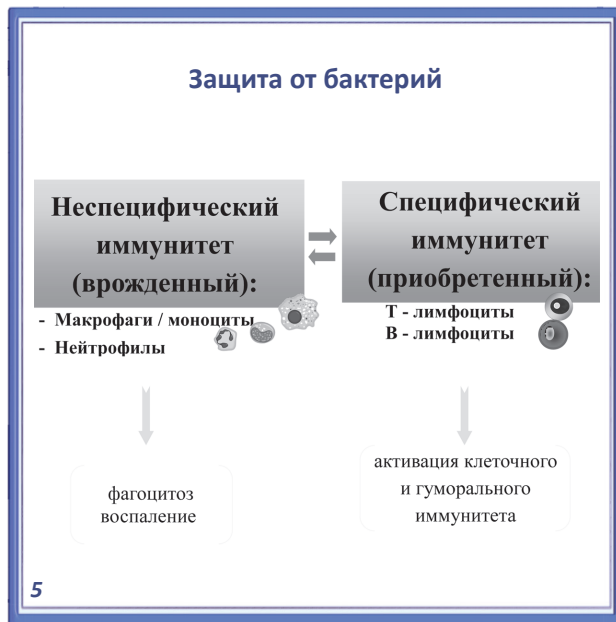 Защита от бактерий
Неспецифический
иммунитет
(врожденный):
- Макрофаги / моноциты
- Нейтрофилы
фагоцитоз
воспаление
Специфический
иммунитет
(приобретенный):
Т - лимфоциты
В - лимфоциты
активация клеточного
и гуморального
иммунитета
5